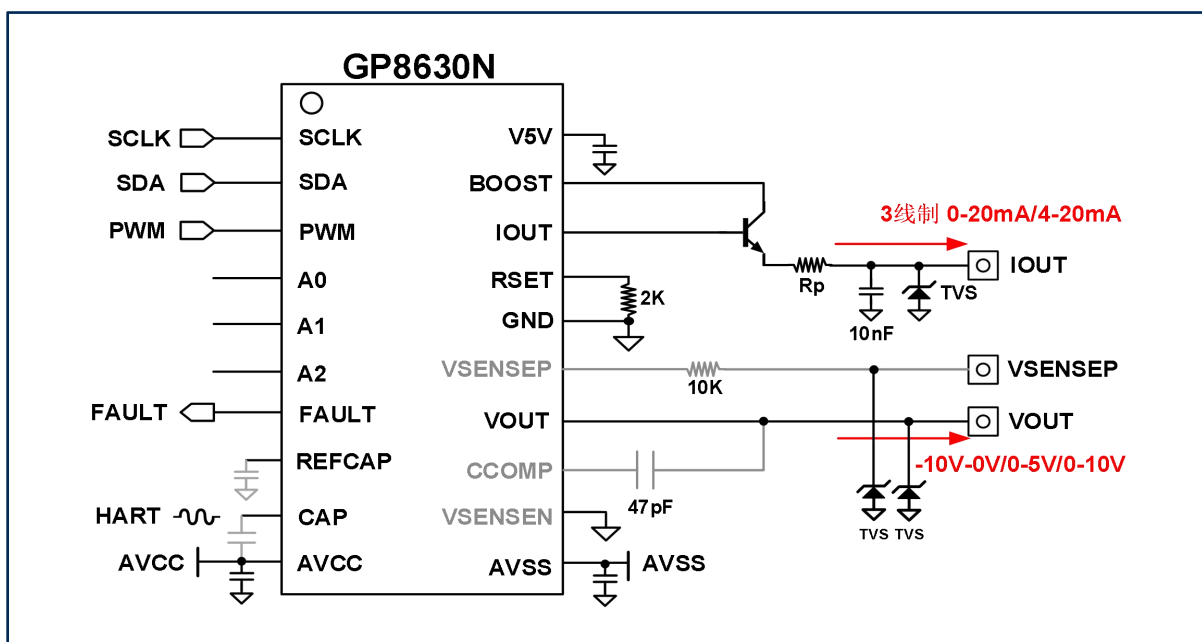 GP8630N
SCLK
SDA
PWM
FAULT
HART
AVCC
SCLK
SDA
PWM
A0
A1
A2
FAULT
REFCAP
CAP
AVCC
V5V
BOOST
IOUT
RSET
GND
VSENSEP
VOUT
CCOMP
VSENSEN
AVSS
3线制 0-20mA/4-20mA
Rp
10nF
TVS
IOUT
2K
10K
VSENSEP
VOUT
-10V-0V/0-5V/0-10V
47pF
TVS TVS
AVSS